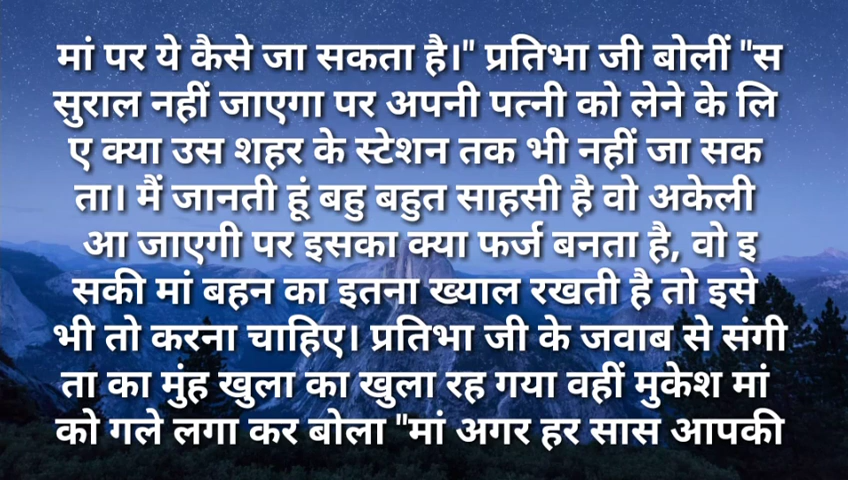 मां पर ये कैसे जा सकता है।" प्रतिभा जी बोलीं "स
सुराल नहीं जाएगा पर अपनी पत्नी को लेने के लि
ए क्या उस शहर के स्टेशन तक भी नहीं जा सक
ता। मैं जानती हूं बहु बहुत साहसी है वो अकेली
आ जाएगी पर इसका क्या फर्ज बनता है, वो इ
सकी मां बहन का इतना ख्याल रखती है तो इसे
भी तो करना चाहिए। प्रतिभा जी के जवाब से संगी
ता का मुंह खुला का खुला रह गया वहीं मुकेश मां
को गले लगा कर बोला "मां अगर हर सास आपकी